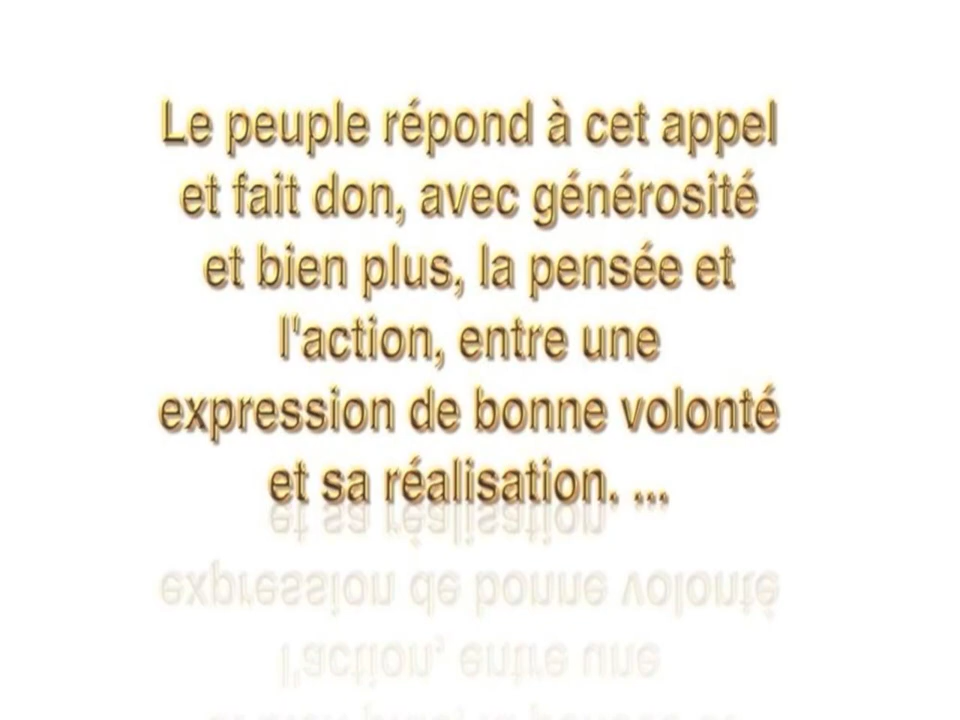 Le peuple répond à cet appel
et fait don, avec générosité
et bien plus, la pensée et
l'action, entre une
expression de bonne volonté
et sa réalisation. ...